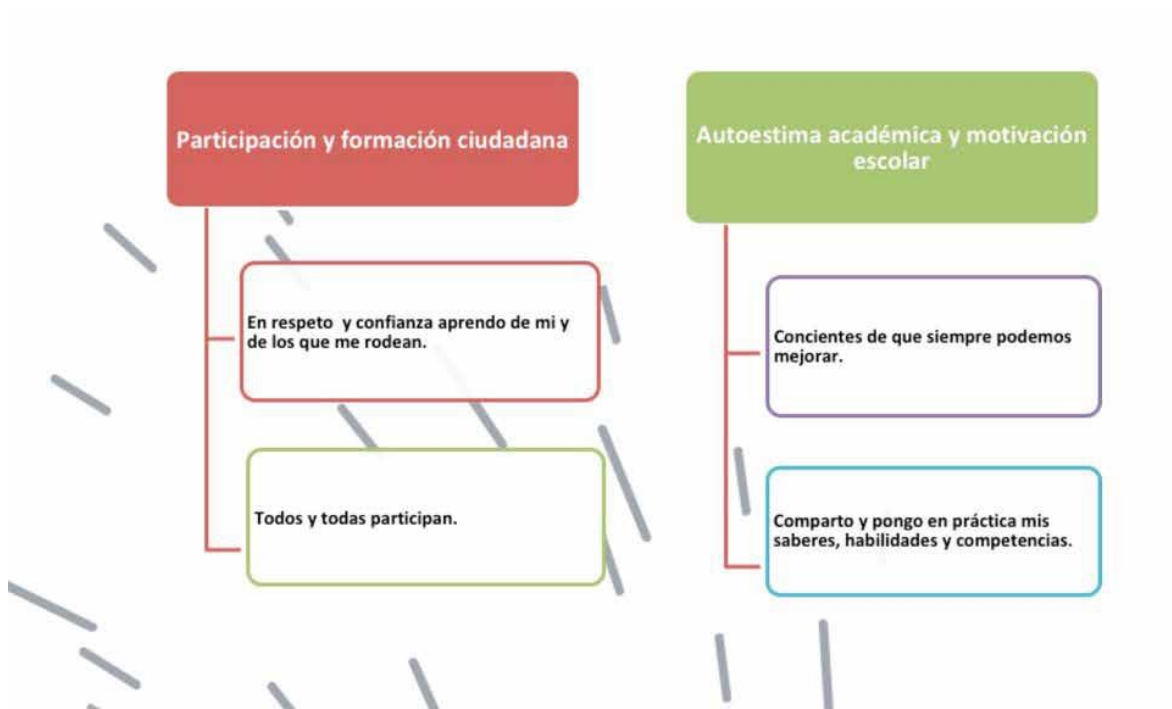 Participación y formación ciudadana
En respeto y confianza aprendo de mi y
de los que me rodean.
Todos y todas participan.
Autoestima académica y motivación
escolar
Concientes de que siempre podemos
mejorar.
Comparto y pongo en práctica mis
saberes, habilidades y competencias.